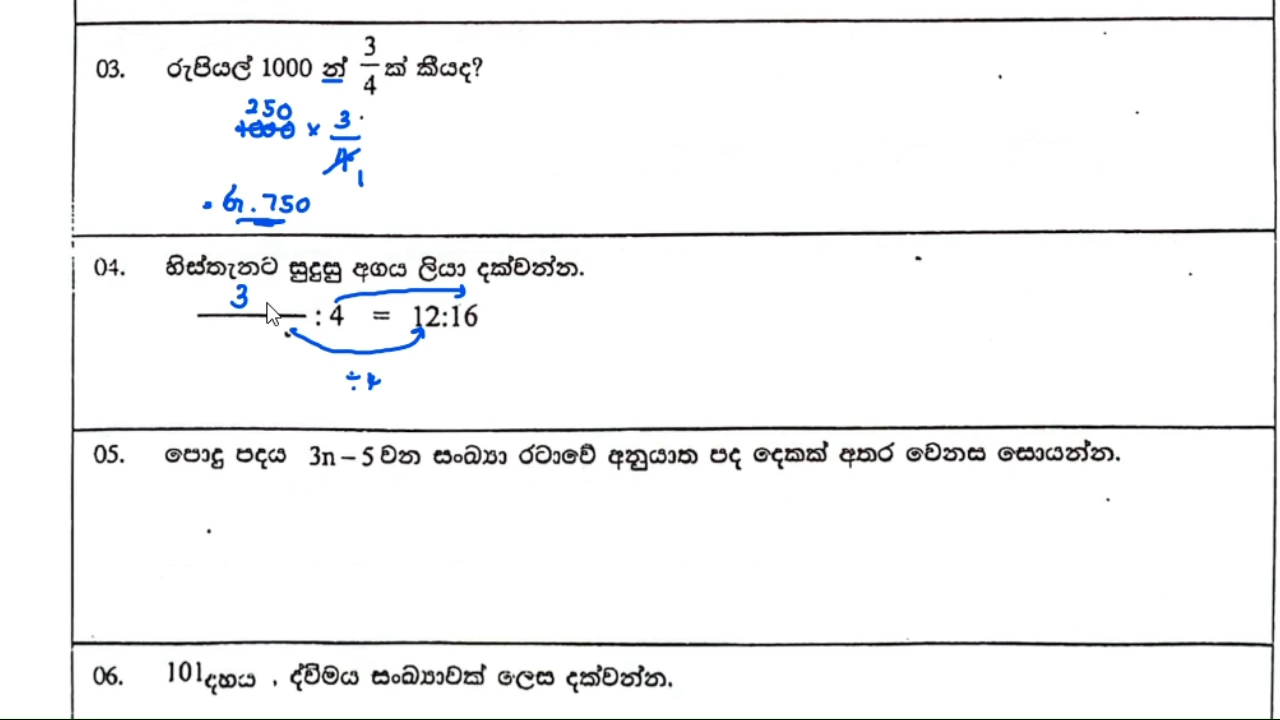 03. රුපියල් 1000 න් 3/4 ක් කීයද?
250
1000 × 3/4 1
= රු. 750
04. හිස්තැනට සුදුසු අගය ලියා දක්වන්න.
3 : 4 = 12:16
÷4
05. පොදු පදය 3n – 5 වන සංඛ්‍යා රටාවේ අනුයාත පද දෙකක් අතර වෙනස සොයන්න.
06. 101දහය , ද්විමය සංඛ්‍යාවක් ලෙස දක්වන්න.